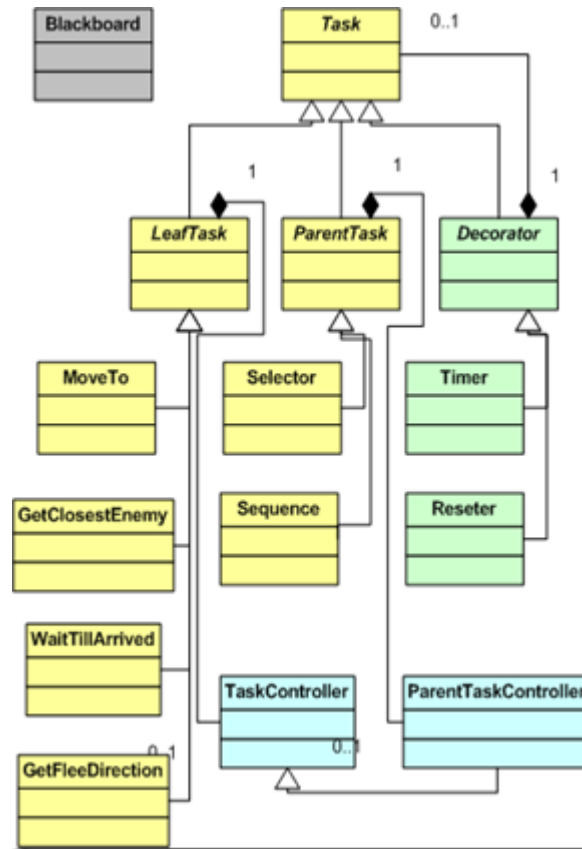 Blackboard
Task
0..1
1
1
1
LeafTask
ParentTask
Decorator
MoveTo
Selector
Timer
GetClosestEnemy
Sequence
Reseter
WaitTillArrived
TaskController
ParentTaskController
0..1
0..1
GetFleeDirection